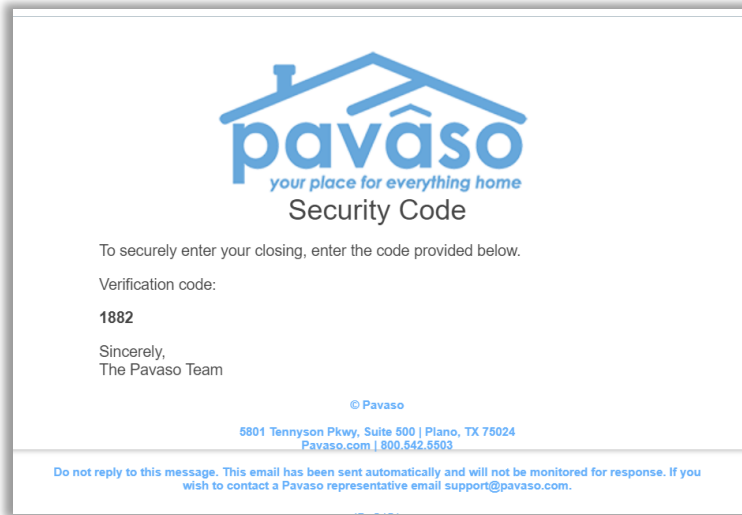 pavâso
your place for everything home
Security Code
To securely enter your closing, enter the code provided below.
Verification code:
1882
Sincerely,
The Pavaso Team
© Pavaso
5801 Tennyson Pkwy, Suite 500 | Plano, TX 75024
Pavaso.com | 800.542.5503
Do not reply to this message. This email has been sent automatically and will not be monitored for response. If you
wish to contact a Pavaso representative email support@pavaso.com.